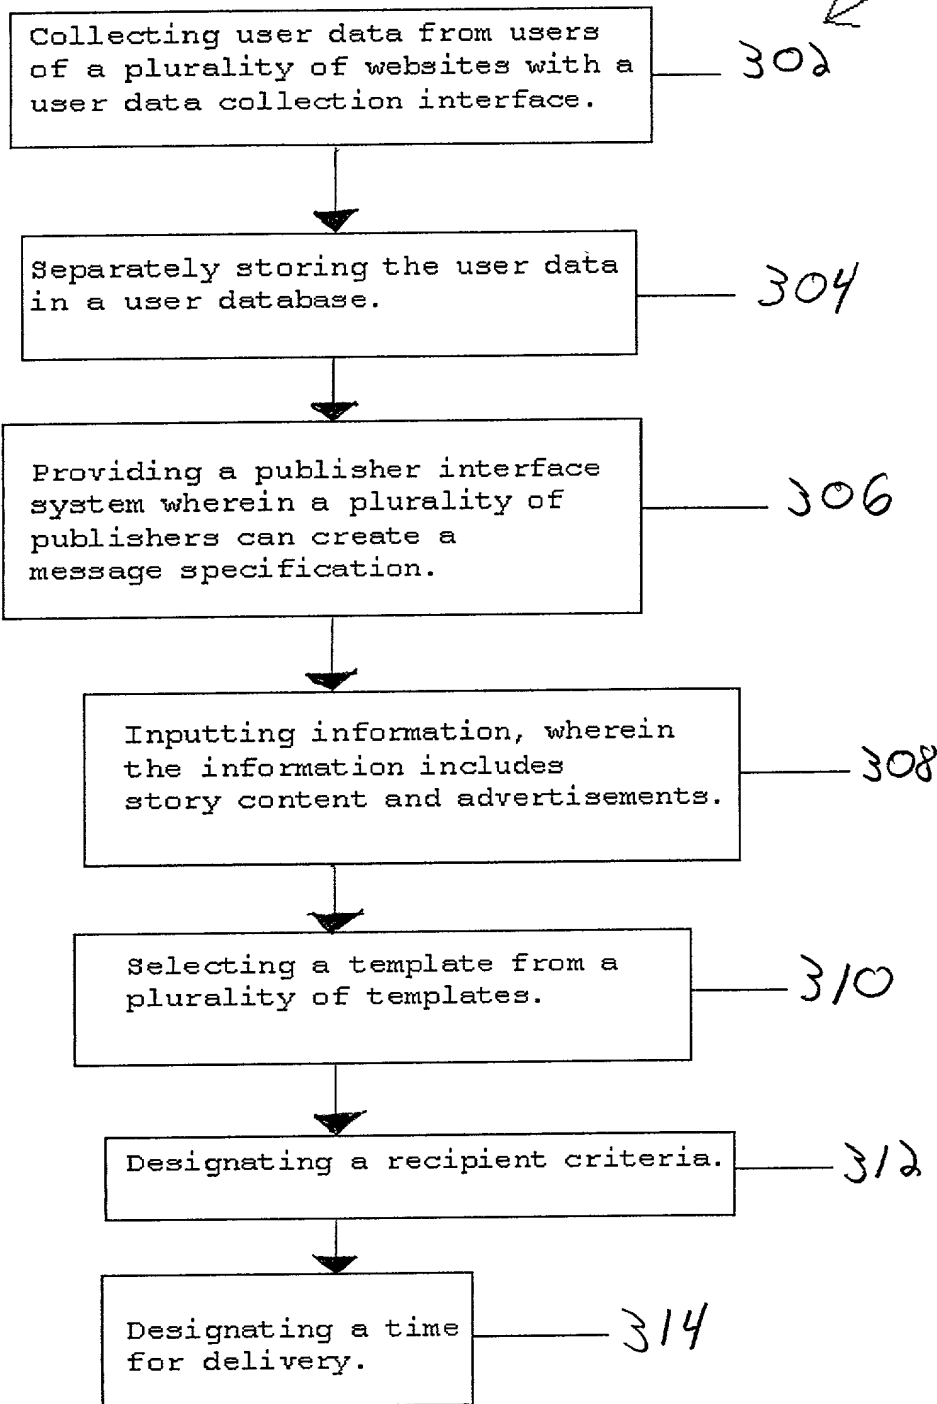 Collecting user data from users
of a plurality of websites with a
user data collection interface.
302
Separately storing the user data
in a user database.
304
Providing a publisher interface
system wherein a plurality of
publishers can create a
message specification.
306
Inputting information, wherein
the information includes
story content and advertisements.
308
Selecting a template from a
plurality of templates.
310
Designating a recipient criteria.
312
Designating a time
for delivery.
314